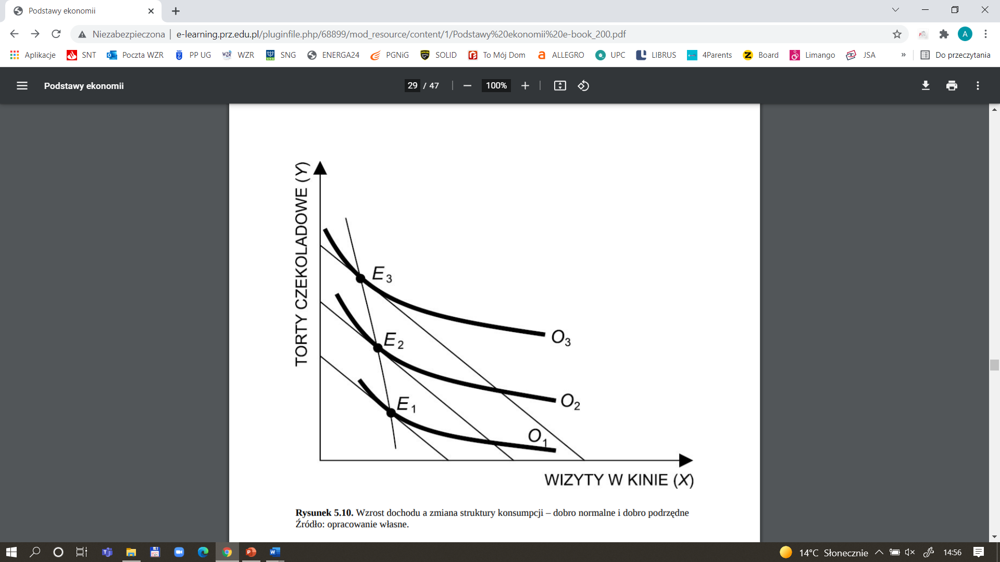 Podstawy ekonomii
Niezabezpieczona | e-learning.prz.edu.pl/pluginfile.php/68899/mod_resource/content/1/Podstawy%20ekonomii%20e-book_200.pdf
A
Aplikacje SNT Poczta WZR PP UG WZR SNG ENERGA24 PGNiG SOLID To Mój Dom ALLEGRO UPC LIBRUS 4Parents Board Limango JSA » Do przeczytania
Podstawy ekonomii 29 / 47 100%
TORTY CZEKOLADOWE (Y)
E3
O3
E2
O2
E1
O1
WIZYTY W KINIE (X)
Rysunek 5.10. Wzrost dochodu a zmiana struktury konsumpcji – dobro normalne i dobro podrzędne
Źródło: opracowanie własne.
14°C Słonecznie 14:56